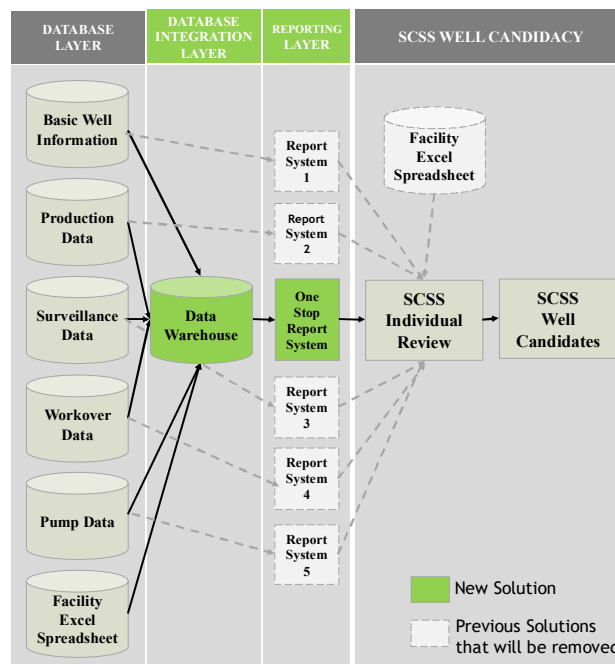 DATABASE
LAYER
DATABASE
INTEGRATION
LAYER
REPORTING
LAYER
SCSS WELL CANDIDACY
Basic Well
Information
Production
Data
Surveillance
Data
Workover
Data
Pump Data
Facility
Excel
Spreadsheet
Data
Warehouse
Report
System
1
Report
System
2
One
Stop
Report
System
Report
System
3
Report
System
4
Report
System
5
Facility
Excel
Spreadsheet
SCSS
Individual
Review
SCSS
Well
Candidates
New Solution
Previous Solutions
that will be removed